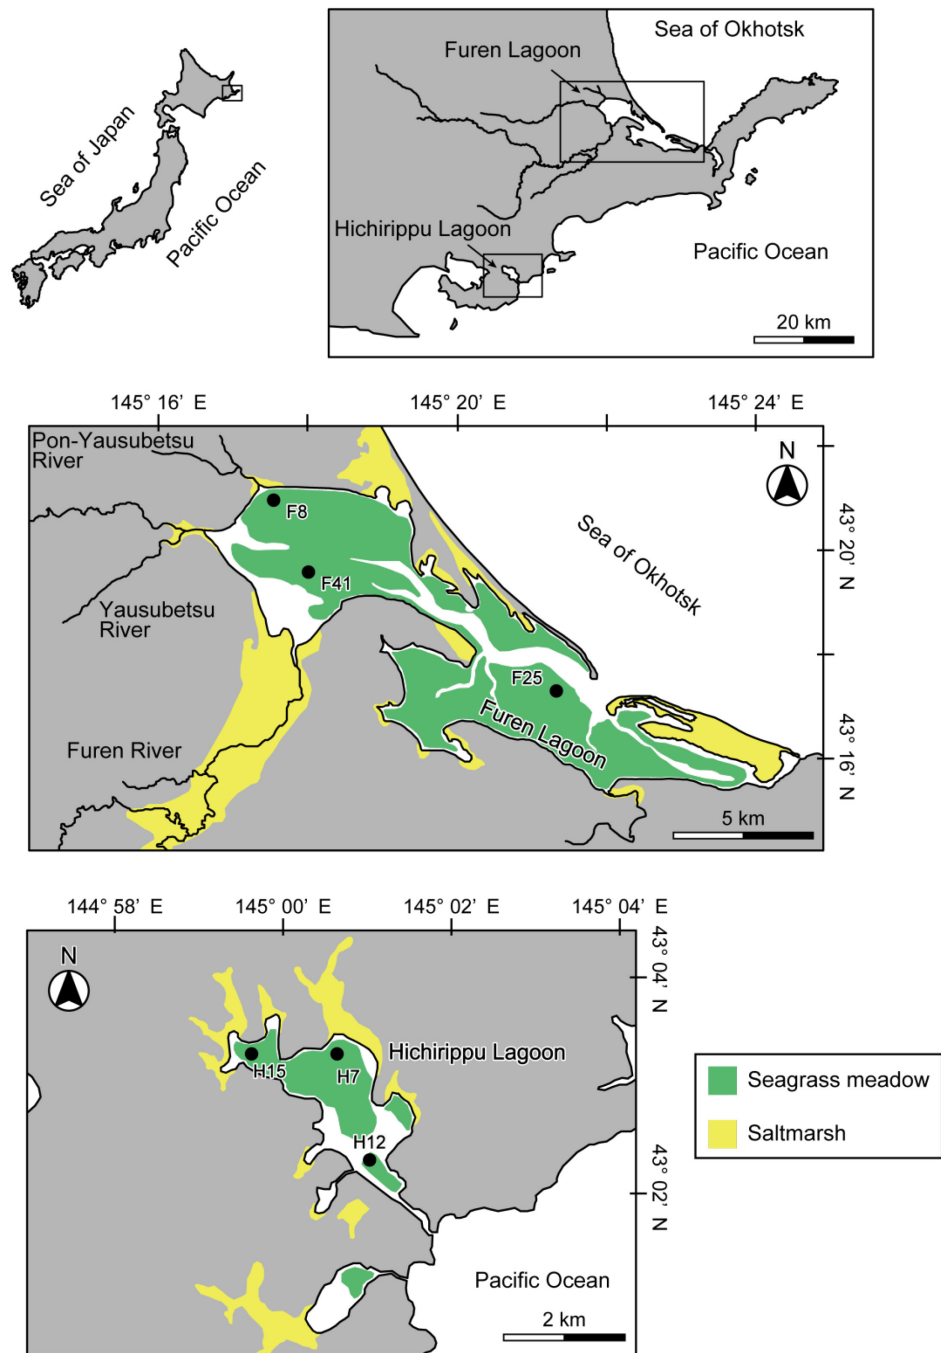 Sea of Japan
Pacific Ocean
Sea of Okhotsk
Furen Lagoon
Hichirippu Lagoon
Pacific Ocean
20 km
145° 16' E
145° 20' E
145° 24' E
Pon-Yausubetsu
River
N
F8
43° 20' N
Sea of Okhotsk
F41
Yausubetsu
River
F25
Furen Lagoon
Furen River
43° 16' N
5 km
144° 58' E
145° 00' E
145° 02' E
145° 04' E
N
43° 04' N
Hichirippu Lagoon
H15
H7
H12
43° 02' N
Pacific Ocean
2 km
Seagrass meadow
Saltmarsh